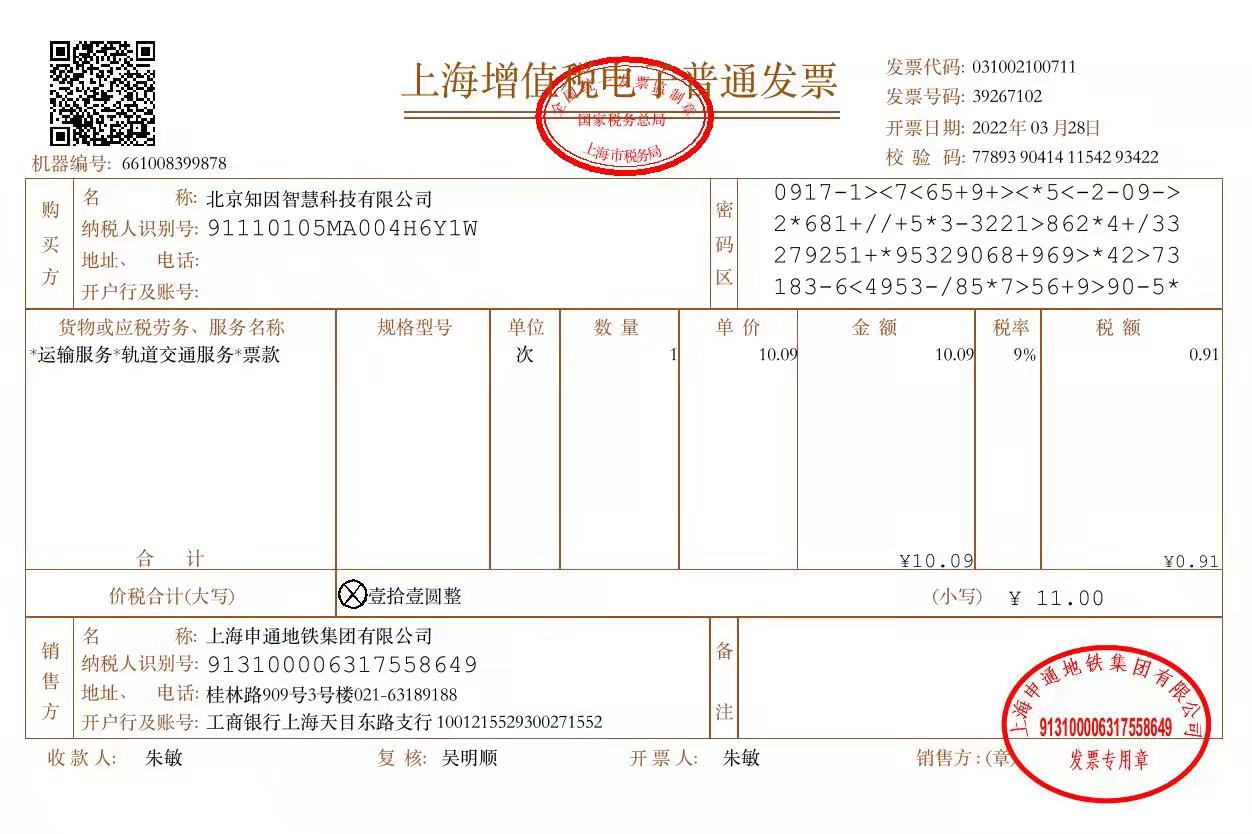 上海增值税电子普通发票
全国统一发票监制章
国家税务总局
上海市税务局
发票代码: 031002100711
发票号码: 39267102
开票日期: 2022年 03 月28日
校 验 码: 77893 90414 11542 93422
机器编号: 661008399878
购买方
名 称: 北京知因智慧科技有限公司
纳税人识别号: 91110105MA004H6Y1W
地址、 电话:
开户行及账号:
密码区
0917-1><7<65+9+><*5<-2-09->
2*681+//+5*3-3221>862*4+/33
279251+*95329068+969>*42>73
183-6<4953-/85*7>56+9>90-5*
货物或应税劳务、服务名称 规格型号 单位 数 量 单 价 金 额 税率 税 额
*运输服务*轨道交通服务*票款 次 1 10.09 10.09 9% 0.91
合 计 ¥10.09 ¥0.91
价税合计(大写) 壹拾壹圆整 (小写) ¥ 11.00
销售方
名 称: 上海申通地铁集团有限公司
纳税人识别号: 913100006317558649
地址、 电话: 桂林路909号3号楼021-63189188
开户行及账号: 工商银行上海天目东路支行 1001215529300271552
备注
上海申通地铁集团有限公司
913100006317558649
发票专用章
收 款 人: 朱敏 复 核: 吴明顺 开 票 人: 朱敏 销售方: (章)